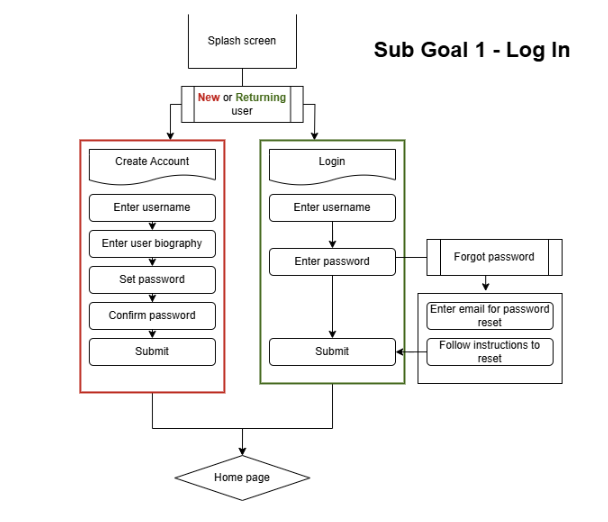 Splash screen
Sub Goal 1 - Log In
New or Returning
user
Create Account
Enter username
Enter user biography
Set password
Confirm password
Submit
Login
Enter username
Enter password
Submit
Forgot password
Enter email for password
reset
Follow instructions to
reset
Home page